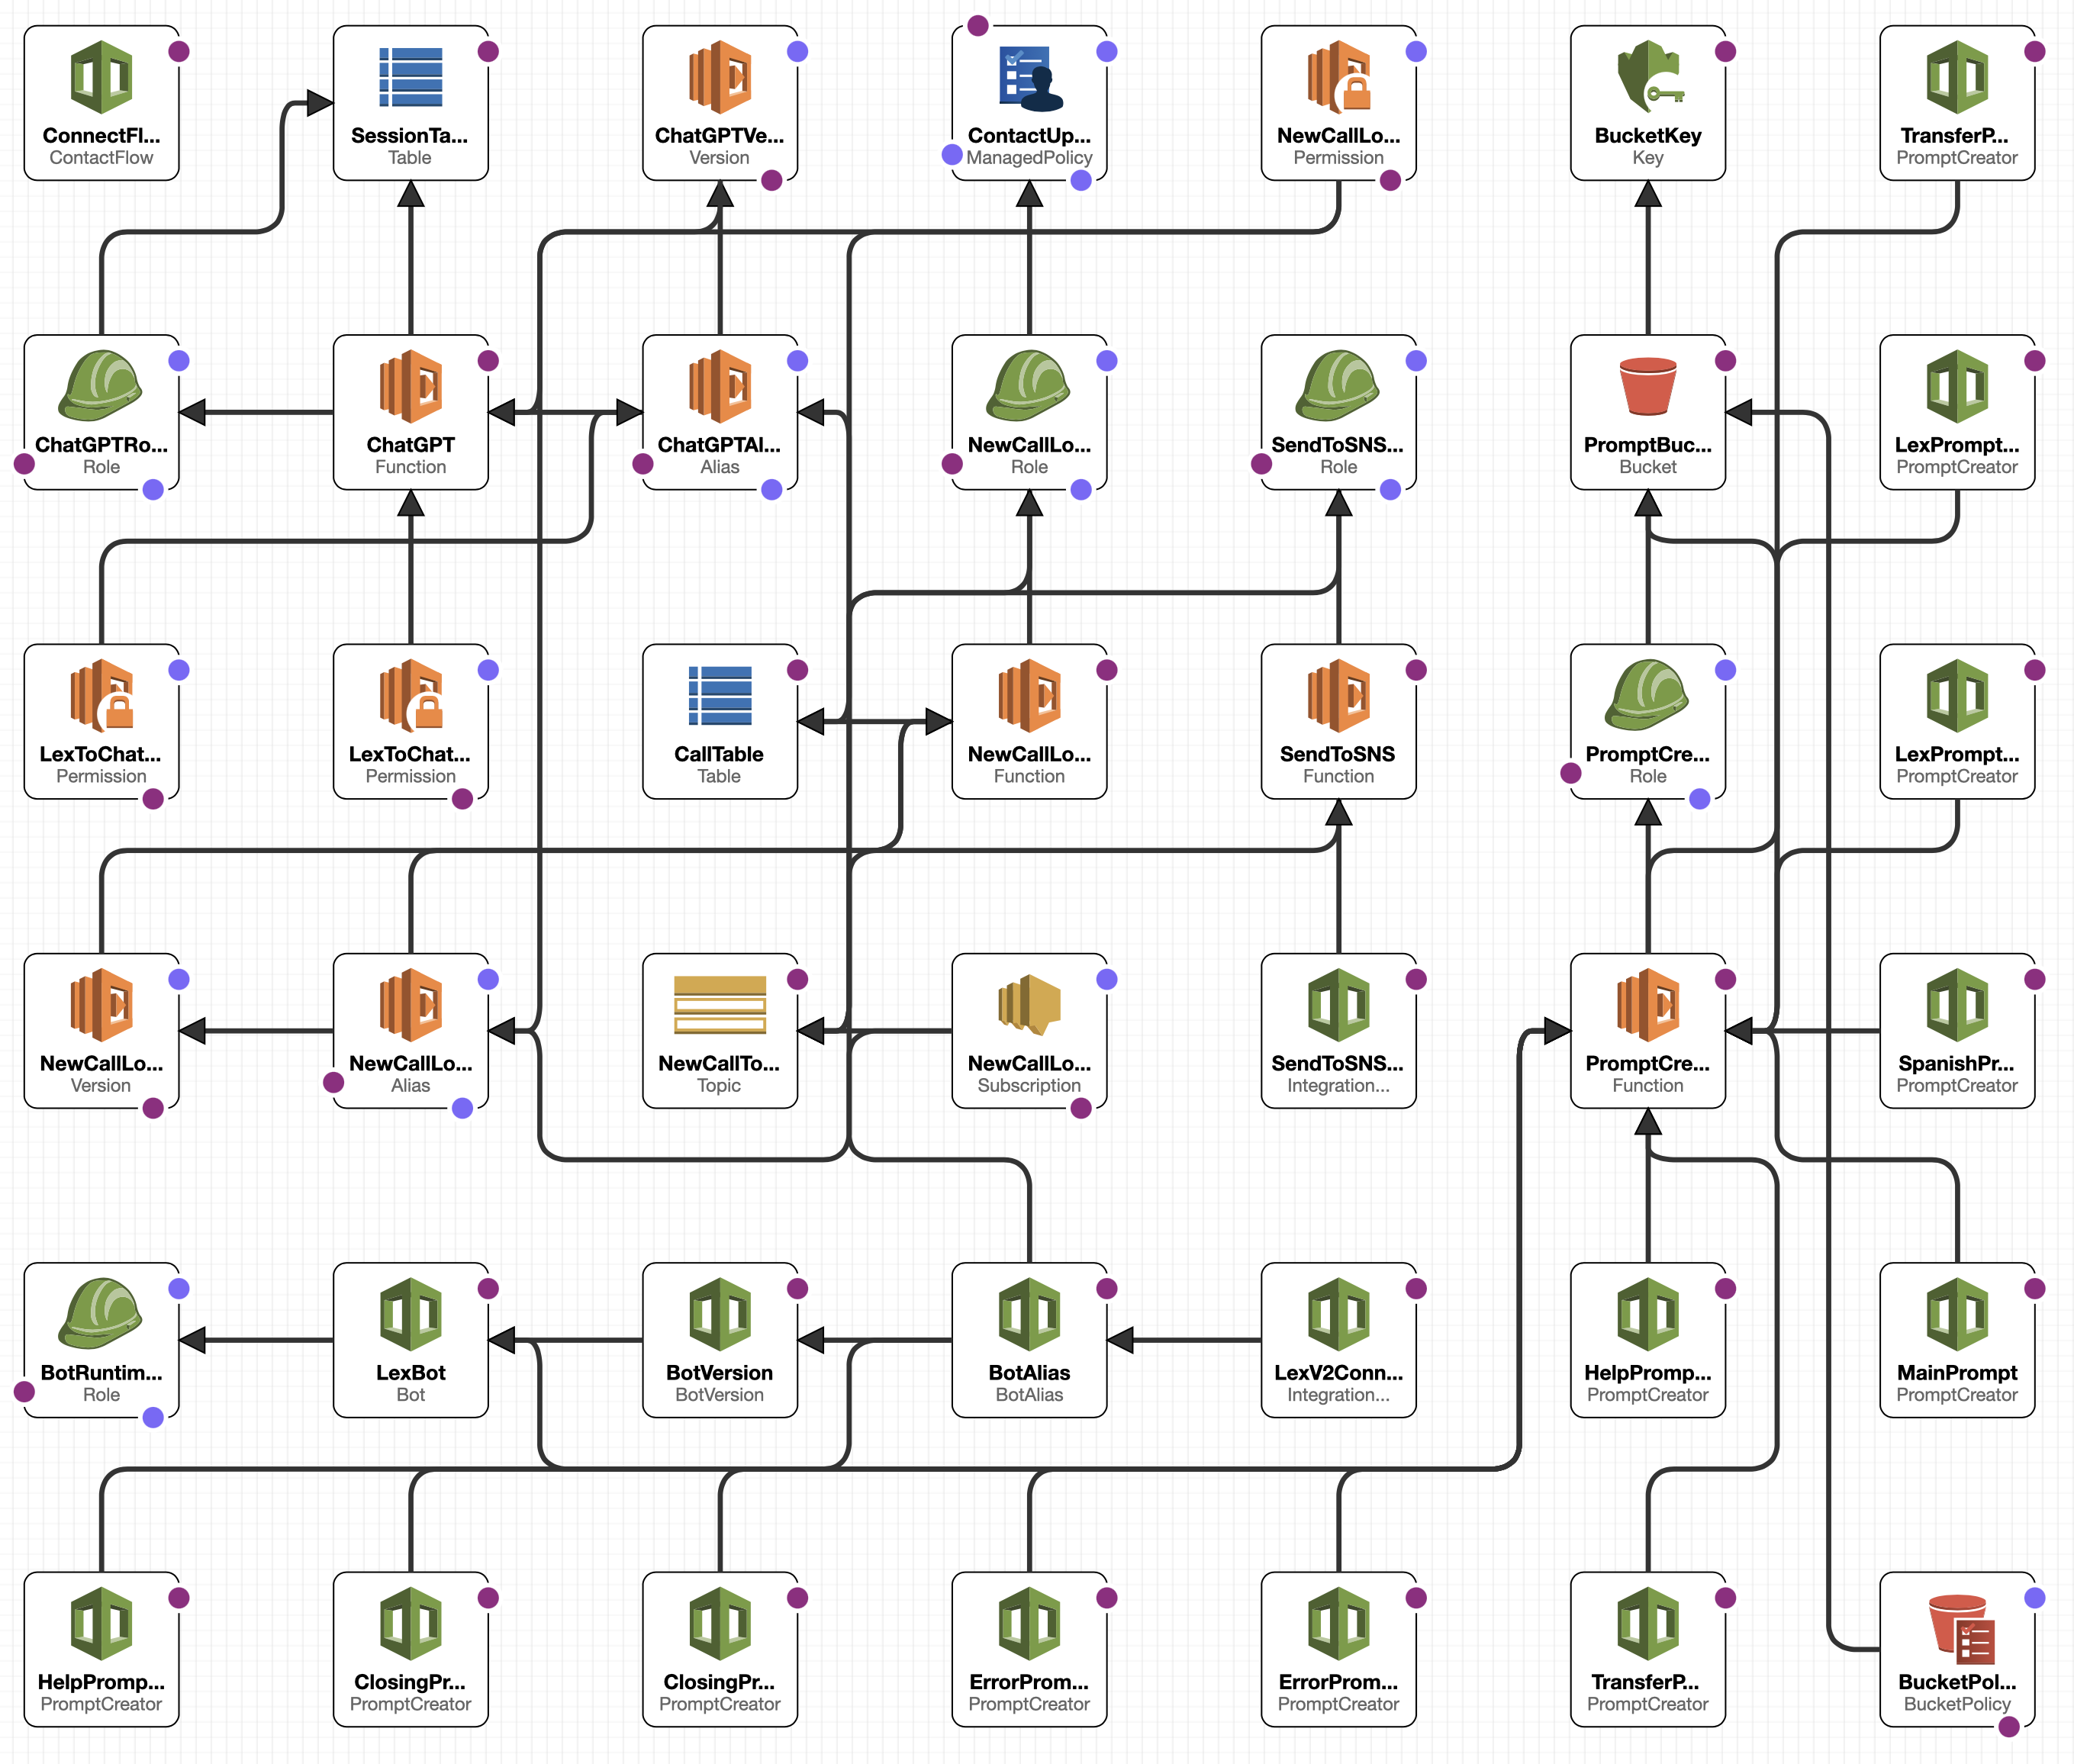 ConnectFl...
ContactFlow
SessionTa...
Table
ChatGPTVe...
Version
ContactUp...
ManagedPolicy
NewCallLo...
Permission
BucketKey
Key
TransferP...
PromptCreator
ChatGPTRo...
Role
ChatGPT
Function
ChatGPTAl...
Alias
NewCallLo...
Role
SendToSNS...
Role
PromptBuc...
Bucket
LexPrompt...
PromptCreator
LexToChat...
Permission
LexToChat...
Permission
CallTable
Table
NewCallLo...
Function
SendToSNS
Function
PromptCre...
Role
LexPrompt...
PromptCreator
NewCallLo...
Version
NewCallLo...
Alias
NewCallTo...
Topic
NewCallLo...
Subscription
SendToSNS...
Integration...
PromptCre...
Function
SpanishPr...
PromptCreator
BotRuntim...
Role
LexBot
Bot
BotVersion
BotVersion
BotAlias
BotAlias
LexV2Conn...
Integration...
HelpPromp...
PromptCreator
MainPrompt
PromptCreator
HelpPromp...
PromptCreator
ClosingPr...
PromptCreator
ClosingPr...
PromptCreator
ErrorProm...
PromptCreator
ErrorProm...
PromptCreator
TransferP...
PromptCreator
BucketPol...
BucketPolicy